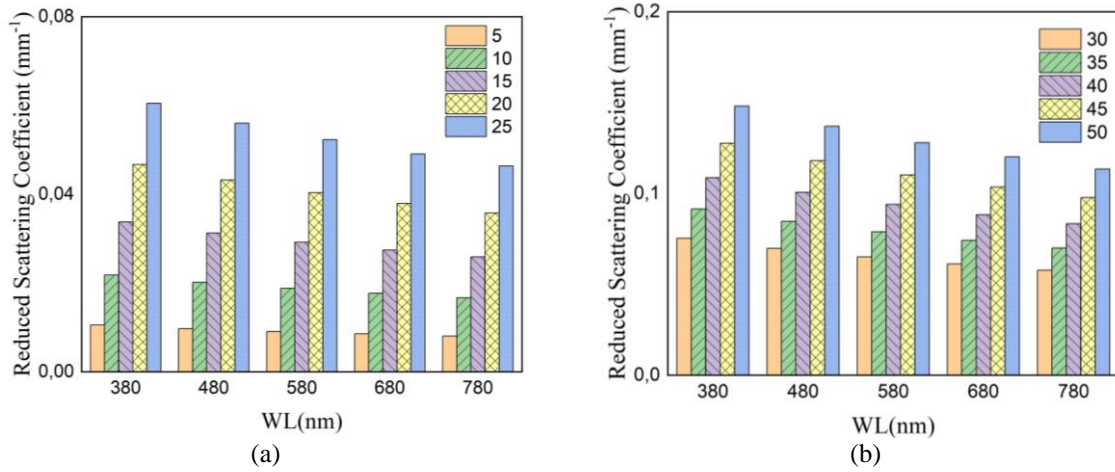 Reduced Scattering Coefficient (mm⁻¹)
0,08
0,04
0,00
5
10
15
20
25
380 480 580 680 780
WL(nm)
(a)
Reduced Scattering Coefficient (mm⁻¹)
0,2
0,1
0,0
30
35
40
45
50
380 480 580 680 780
WL(nm)
(b)